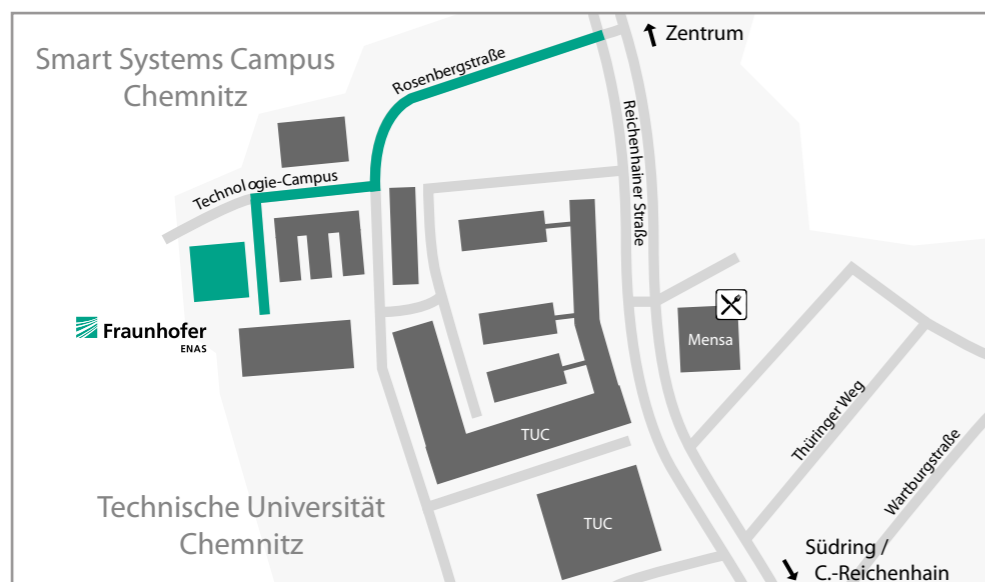 Smart Systems Campus
Chemnitz
Zentrum
Rosenbergstraße
Reichenhainer Straße
Technologie-Campus
Fraunhofer
ENAS
Mensa
TUC
Thüringer Weg
Wartburgstraße
Technische Universität
Chemnitz
TUC
Südring /
C.-Reichenhain